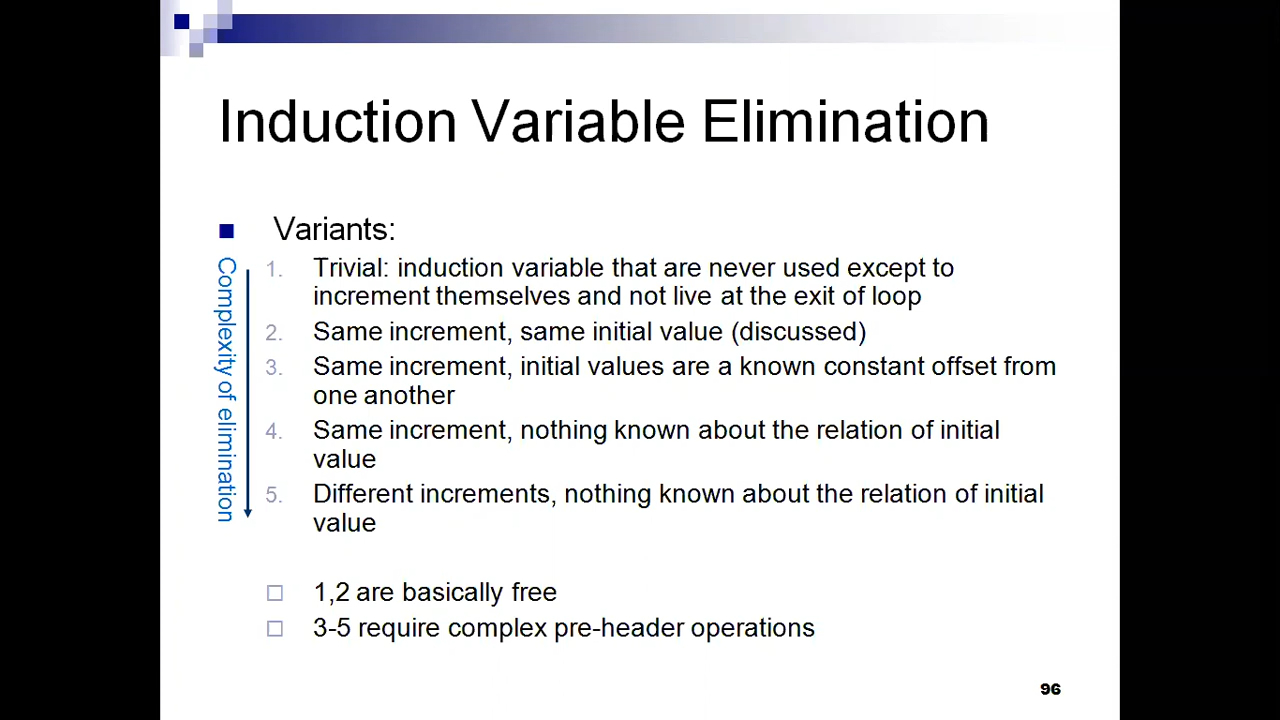 Induction Variable Elimination
Variants:
Complexity of elimination
1. Trivial: induction variable that are never used except to
increment themselves and not live at the exit of loop
2. Same increment, same initial value (discussed)
3. Same increment, initial values are a known constant offset from
one another
4. Same increment, nothing known about the relation of initial
value
5. Different increments, nothing known about the relation of initial
value
1,2 are basically free
3-5 require complex pre-header operations
96